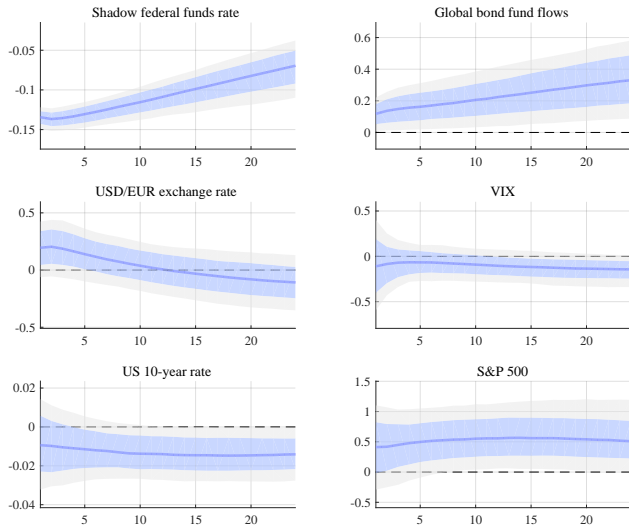 Shadow federal funds rate
-0.05
-0.1
-0.15
5 10 15 20
Global bond fund flows
0.6
0.4
0.2
0
5 10 15 20
USD/EUR exchange rate
0.5
0
-0.5
5 10 15 20
VIX
0.5
0
-0.5
5 10 15 20
US 10-year rate
0.02
0
-0.02
-0.04
5 10 15 20
S&P 500
1.5
1
0.5
0
-0.5
5 10 15 20